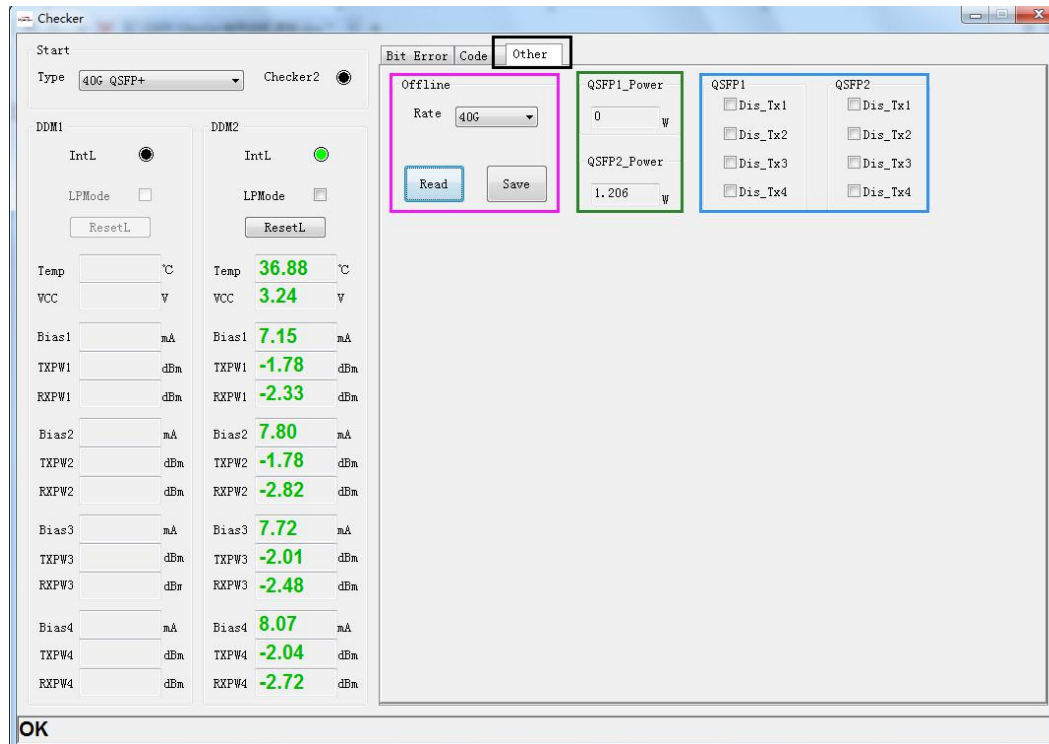 Checker
Start
Type 40G QSFP+ Checker2
DDM1
IntL
LPMode
ResetL
Temp ℃
VCC V
Bias1 mA
TXPW1 dBm
RXPW1 dBm
Bias2 mA
TXPW2 dBm
RXPW2 dBm
Bias3 mA
TXPW3 dBm
RXPW3 dBm
Bias4 mA
TXPW4 dBm
RXPW4 dBm
DDM2
IntL
LPMode
ResetL
Temp 36.88 ℃
VCC 3.24 V
Bias1 7.15 mA
TXPW1 -1.78 dBm
RXPW1 -2.33 dBm
Bias2 7.80 mA
TXPW2 -1.78 dBm
RXPW2 -2.82 dBm
Bias3 7.72 mA
TXPW3 -2.01 dBm
RXPW3 -2.48 dBm
Bias4 8.07 mA
TXPW4 -2.04 dBm
RXPW4 -2.72 dBm
Bit Error Code Other
Offline
Rate 40G
Read Save
QSFP1_Power
0 W
QSFP2_Power
1.206 W
QSFP1
Dis_Tx1
Dis_Tx2
Dis_Tx3
Dis_Tx4
QSFP2
Dis_Tx1
Dis_Tx2
Dis_Tx3
Dis_Tx4
OK